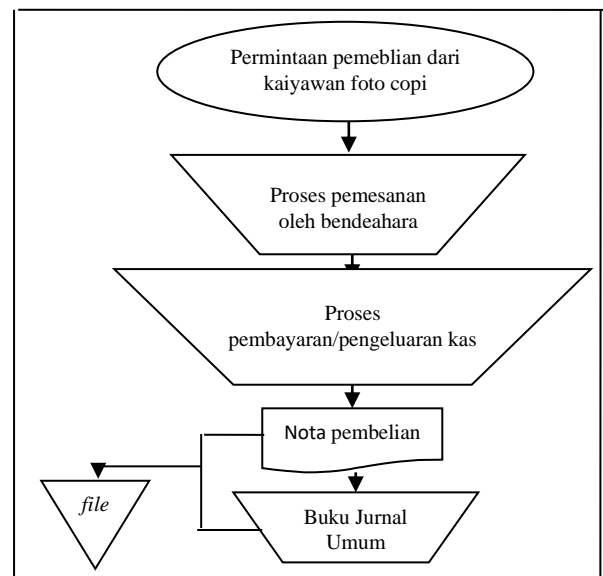 Permintaan pemeblian dari
kaiyawan foto copi
Proses pemesanan
oleh bendeahara
Proses
pembayaran/pengeluaran kas
Nota pembelian
file
Buku Jurnal
Umum